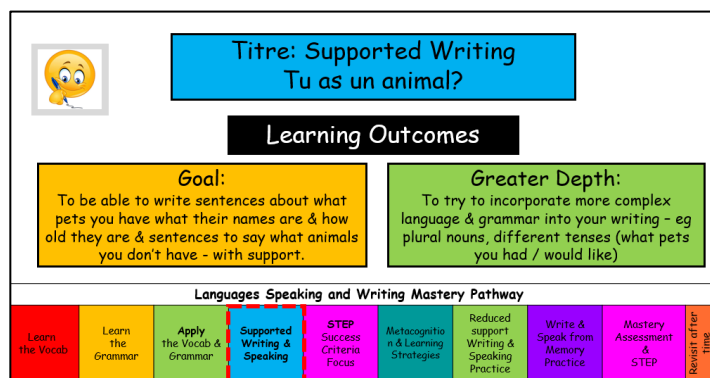 Titre: Supported Writing
Tu as un animal?
Learning Outcomes
Goal:
To be able to write sentences about what
pets you have what their names are & how
old they are & sentences to say what animals
you don't have - with support.
Greater Depth:
To try to incorporate more complex
language & grammar into your writing – eg
plural nouns, different tenses (what pets
you had / would like)
Languages Speaking and Writing Mastery Pathway
Learn
the Vocab
Learn
the
Grammar
Apply
the Vocab &
Grammar
Supported
Writing &
Speaking
STEP
Success
Criteria
Focus
Metacognitio
n & Learning
Strategies
Reduced
support
Writing &
Speaking
Practice
Write &
Speak from
Memory
Practice
Mastery
Assessment
&
STEP
Revisit after
time